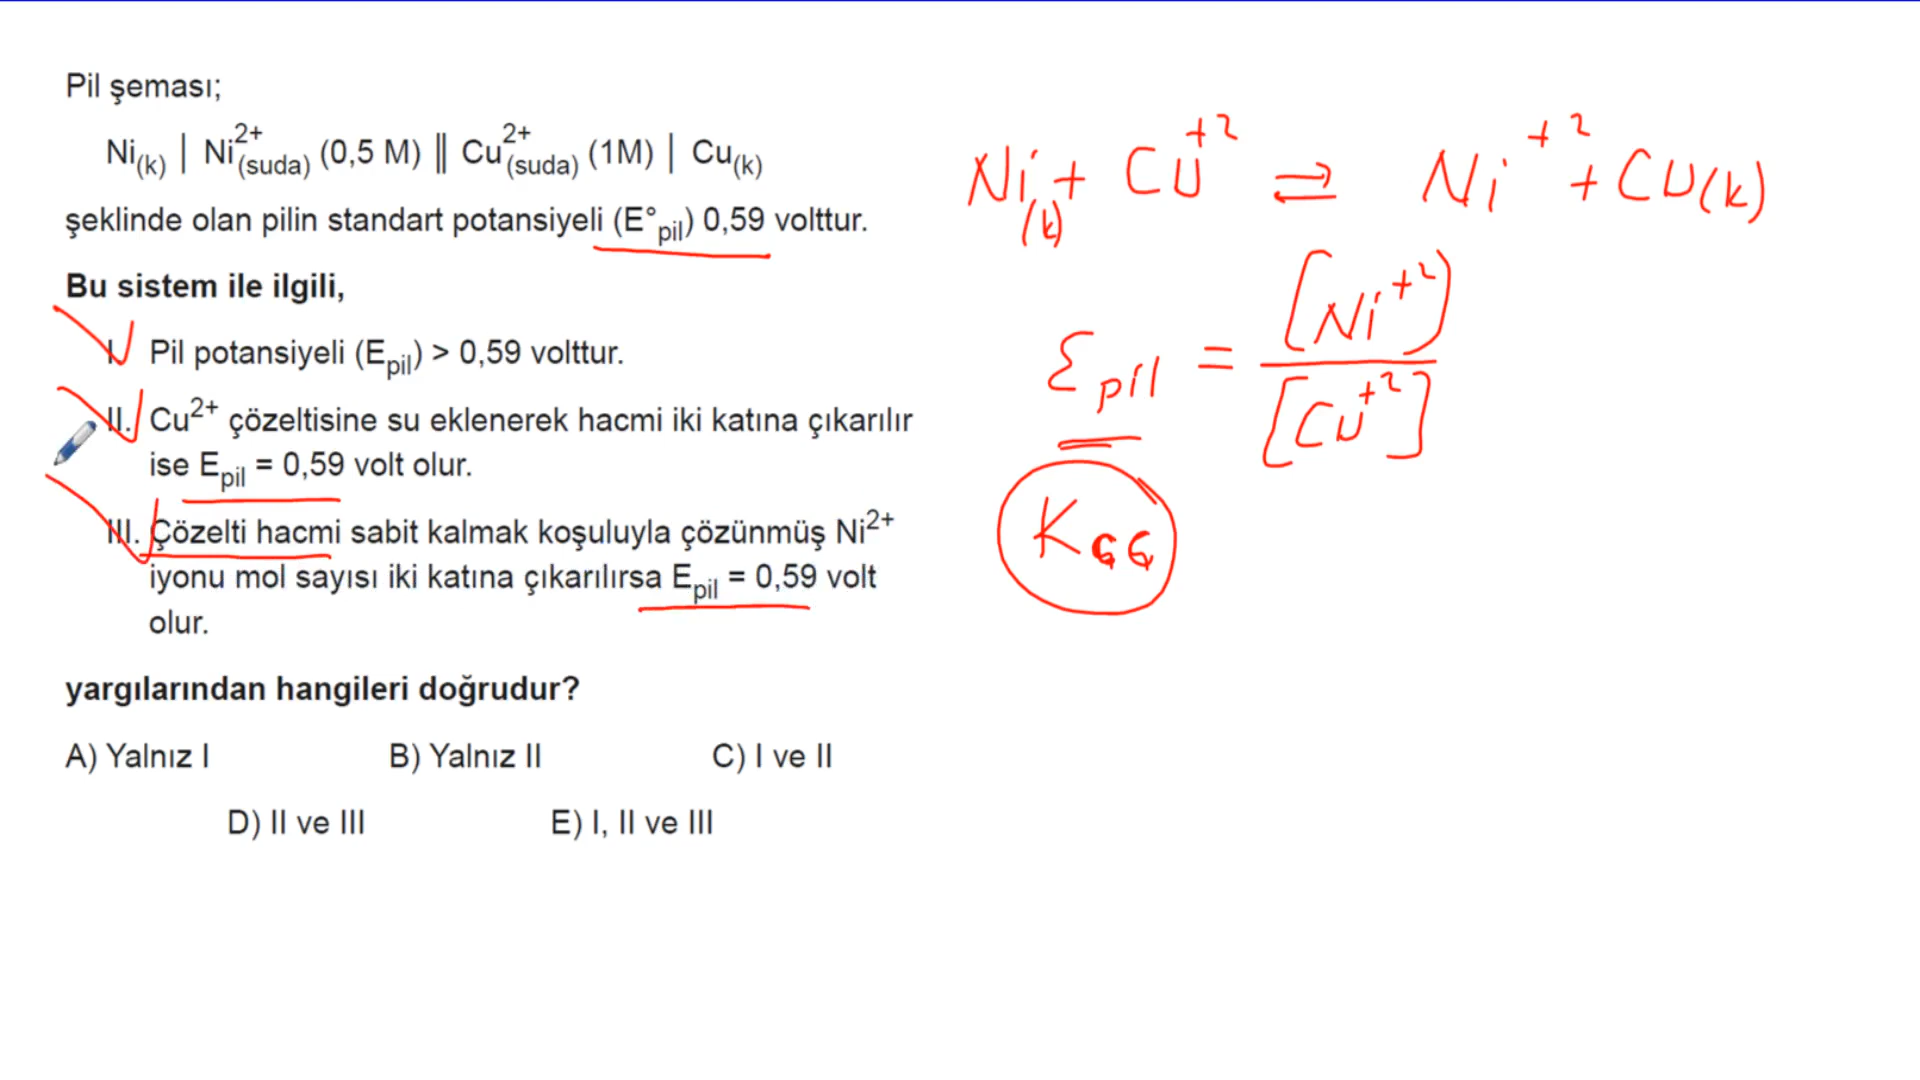 Pil şeması;
Ni(k) | Ni2+(suda) (0,5 M) || Cu2+(suda) (1M) | Cu(k)
şeklinde olan pilin standart potansiyeli (E°pil) 0,59 volttur.
Bu sistem ile ilgili,
I. Pil potansiyeli (Epil) > 0,59 volttur.
II. Cu2+ çözeltisine su eklenerek hacmi iki katına çıkarılır
ise Epil = 0,59 volt olur.
III. Çözelti hacmi sabit kalmak koşuluyla çözünmüş Ni2+
iyonu mol sayısı iki katına çıkarılırsa Epil = 0,59 volt
olur.
yargılarından hangileri doğrudur?
A) Yalnız I B) Yalnız II C) I ve II
D) II ve III E) I, II ve III
Ni(k) + Cu+2 ⇌ Ni+2 + Cu(k)
Epil = [Ni+2) / [Cu+2]